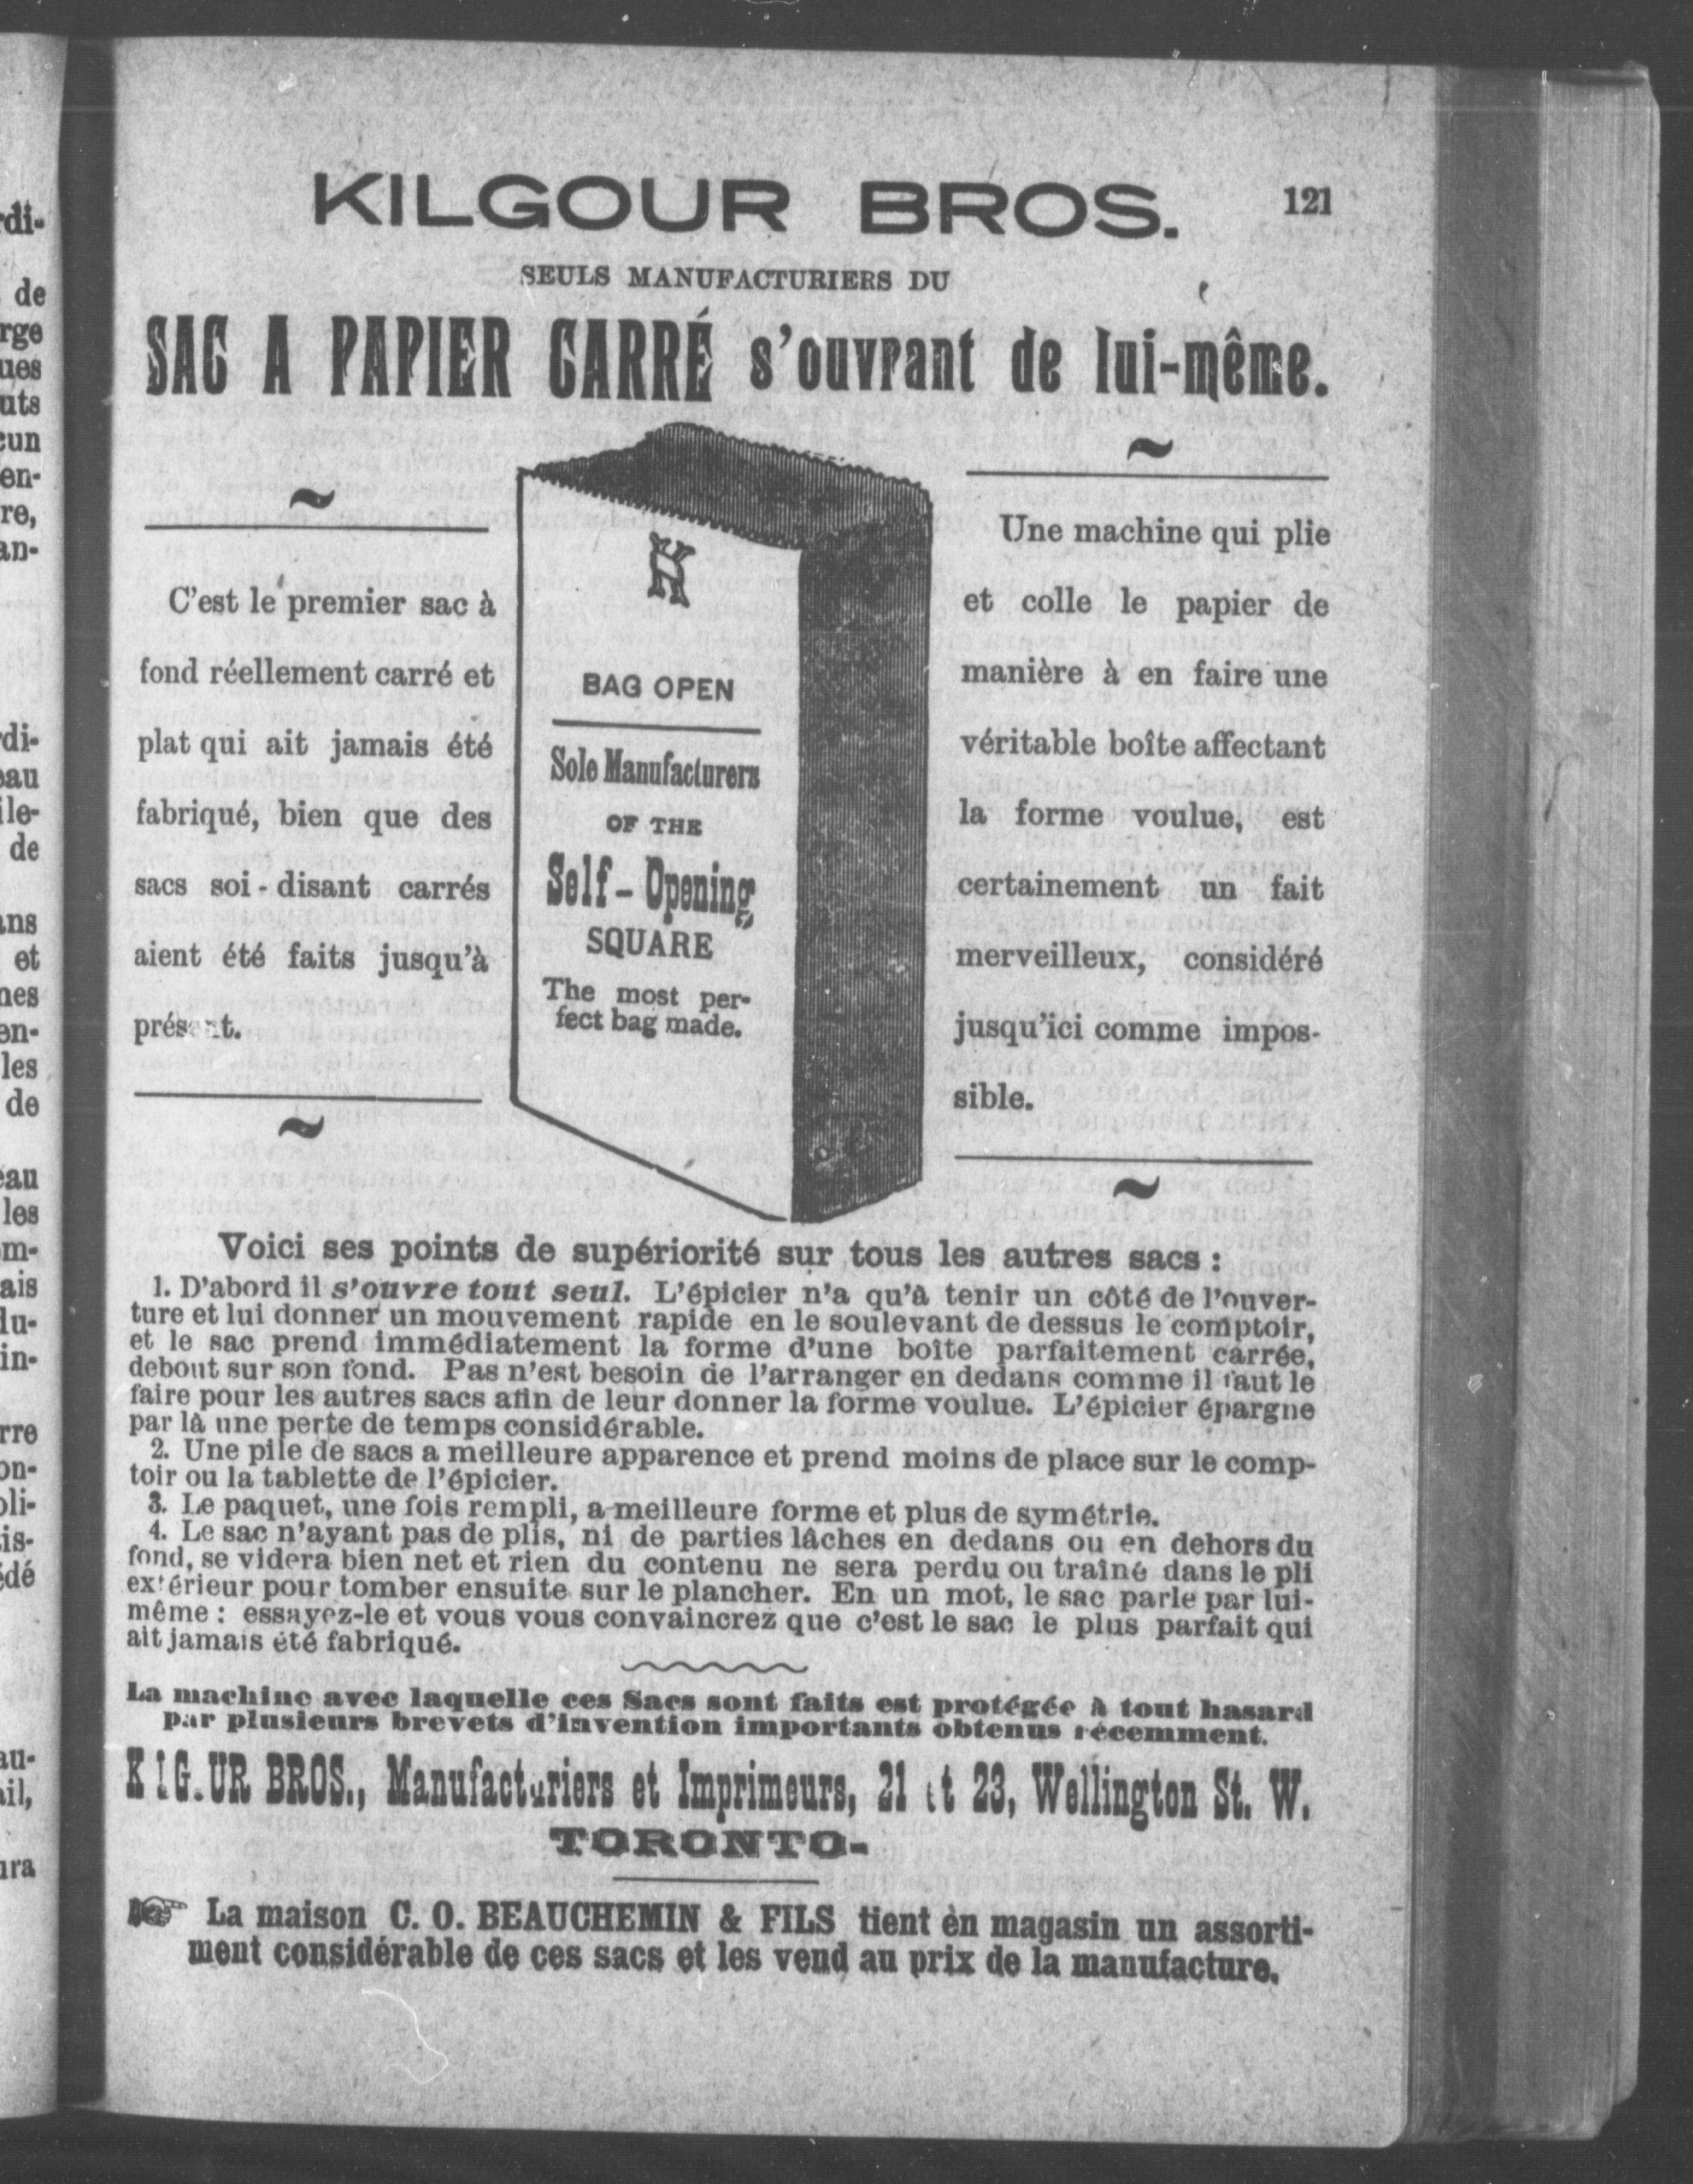 KILGOUR BROS. 121
SEULS MANUFACTURIERS DU
SAC A PAPIER CARRÉ s'ouvrant de lui-même.
C'est le premier sac à
fond réellement carré et
plat qui ait jamais été
fabriqué, bien que des
sacs soi-disant carrés
aient été faits jusqu'à
présent.
K
BAG OPEN
Sole Manufacturers
OF THE
Self-Opening
SQUARE
The most per-
fect bag made.
Une machine qui plie
et colle le papier de
manière à en faire une
véritable boîte affectant
la forme voulue, est
certainement un fait
merveilleux, considéré
jusqu'ici comme impos-
sible.
Voici ses points de supériorité sur tous les autres sacs :
1. D'abord il s'ouvre tout seul. L'épicier n'a qu'à tenir un côté de l'ouver-
ture et lui donner un mouvement rapide en le soulevant de dessus le comptoir,
et le sac prend immédiatement la forme d'une boîte parfaitement carrée,
debout sur son fond. Pas n'est besoin de l'arranger en dedans comme il faut le
faire pour les autres sacs afin de leur donner la forme voulue. L'épicier épargne
par là une perte de temps considérable.
2. Une pile de sacs a meilleure apparence et prend moins de place sur le comp-
toir ou la tablette de l'épicier.
3. Le paquet, une fois rempli, a meilleure forme et plus de symétrie.
4. Le sac n'ayant pas de plis, ni de parties lâches en dedans ou en dehors du
fond, se videra bien net et rien du contenu ne sera perdu ou traîné dans le pli
extérieur pour tomber ensuite sur le plancher. En un mot, le sac parle par lui-
même : essayez-le et vous vous convaincrez que c'est le sac le plus parfait qui
ait jamais été fabriqué.
La machine avec laquelle ces Sacs sont faits est protégée à tout hasard
par plusieurs brevets d'invention importants obtenus récemment.
KILGOUR BROS., Manufacturiers et Imprimeurs, 21 et 23, Wellington St. W.
TORONTO-
☞ La maison C. O. BEAUCHEMIN & FILS tient en magasin un assorti-
ment considérable de ces sacs et les vend au prix de la manufacture.